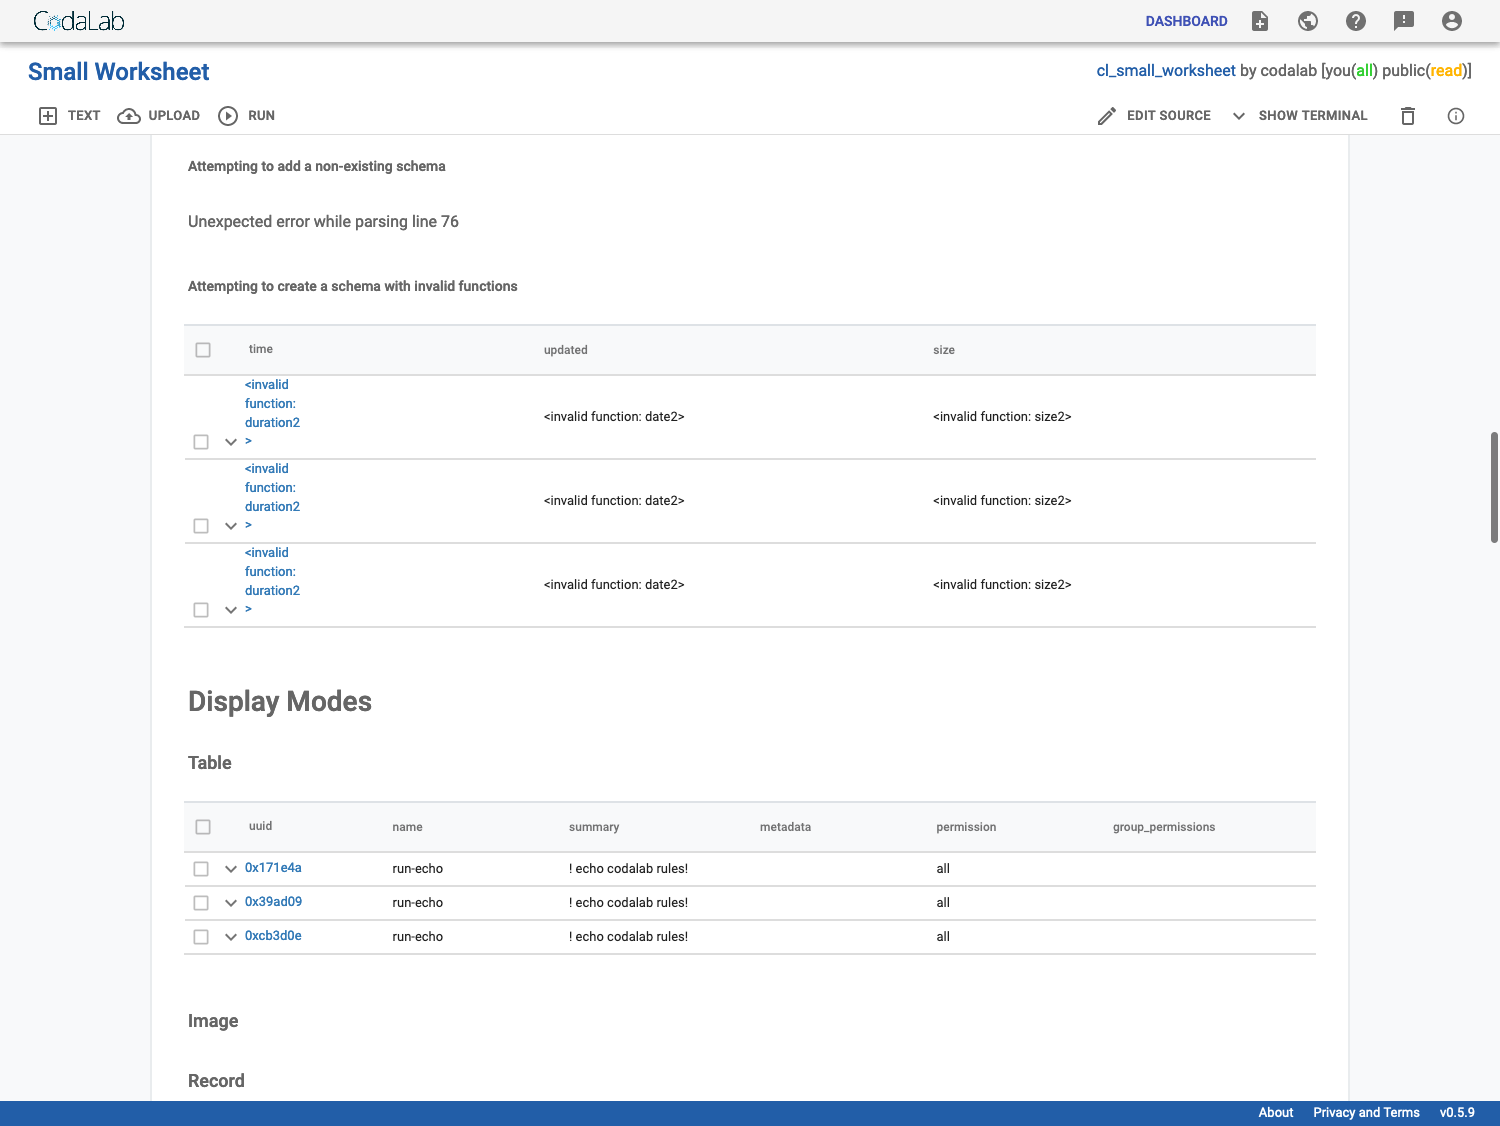 CodaLab
DASHBOARD
Small Worksheet
cl_small_worksheet by codalab [you(all) public(read)]
TEXT UPLOAD RUN
EDIT SOURCE SHOW TERMINAL
Attempting to add a non-existing schema
Unexpected error while parsing line 76
Attempting to create a schema with invalid functions
time updated size
<invalid
function:
duration2
>
<invalid function: date2> <invalid function: size2>
<invalid
function:
duration2
>
<invalid function: date2> <invalid function: size2>
<invalid
function:
duration2
>
<invalid function: date2> <invalid function: size2>
Display Modes
Table
uuid name summary metadata permission group_permissions
0x171e4a run-echo ! echo codalab rules! all
0x39ad09 run-echo ! echo codalab rules! all
0xcb3d0e run-echo ! echo codalab rules! all
Image
Record
About Privacy and Terms v0.5.9